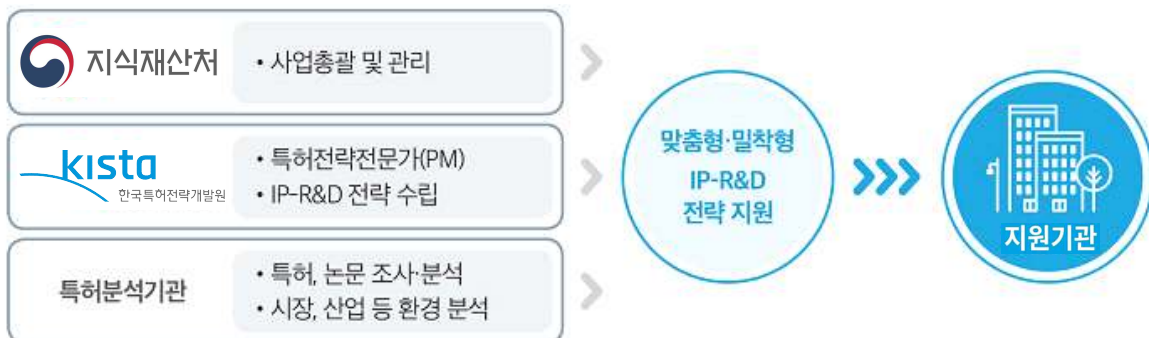 지식재산처
• 사업총괄 및 관리
kista
한국특허전략개발원
• 특허전략전문가(PM)
• IP-R&D 전략 수립
특허분석기관
• 특허, 논문 조사·분석
• 시장, 산업 등 환경 분석
맞춤형·밀착형
IP-R&D
전략 지원
지원기관